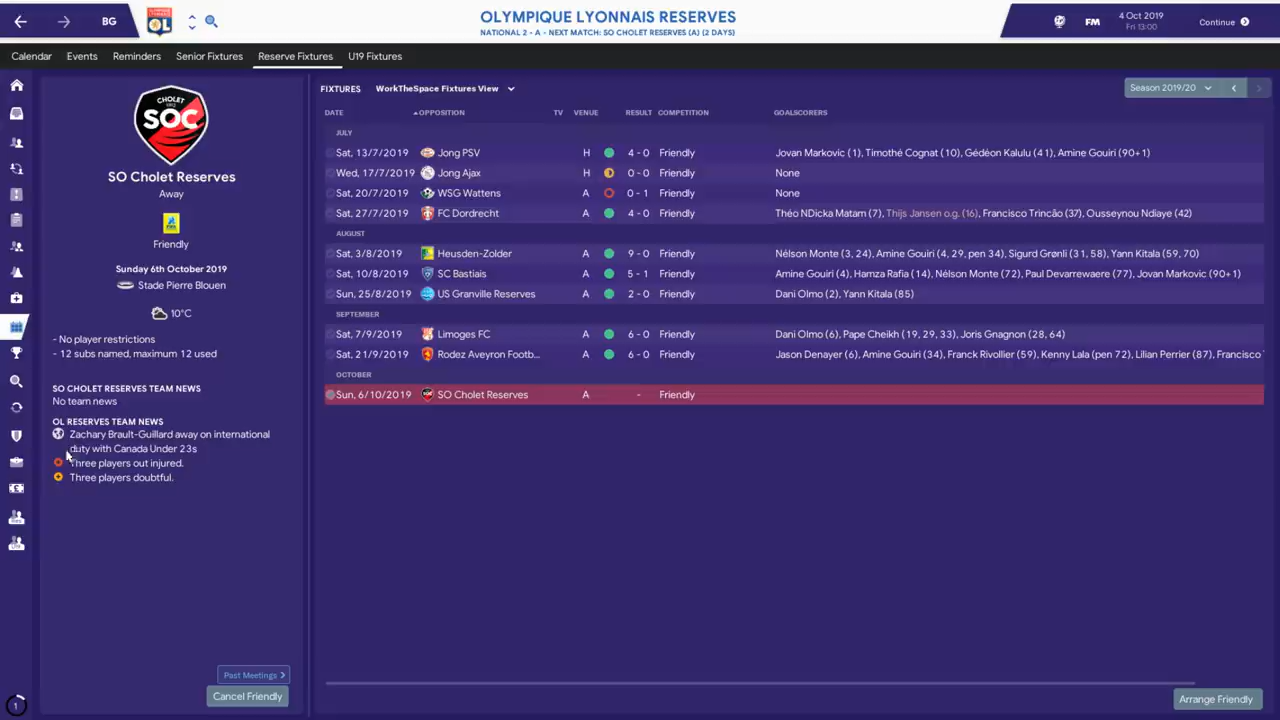 BG
OLYMPIQUE LYONNAIS RESERVES
NATIONAL 2 - A - NEXT MATCH: SO CHOLET RESERVES (A) (2 DAYS)
FM
4 Oct 2019
Fri 13:00
Continue
Calendar Events Reminders Senior Fixtures Reserve Fixtures U19 Fixtures
CHOLET
SOC
SO Cholet Reserves
Away
Friendly
Sunday 6th October 2019
Stade Pierre Blouen
10°C
- No player restrictions
- 12 subs named, maximum 12 used
SO CHOLET RESERVES TEAM NEWS
No team news
OL RESERVES TEAM NEWS
Zachary Brault-Guillard away on international
duty with Canada Under 23s
Three players out injured.
Three players doubtful.
Past Meetings
Cancel Friendly
FIXTURES WorkTheSpace Fixtures View Season 2019/20
DATE OPPOSITION TV VENUE RESULT COMPETITION GOALSCORERS
JULY
Sat, 13/7/2019 Jong PSV H 4 - 0 Friendly Jovan Markovic (1), Timothé Cognat (10), Gédéon Kalulu (41), Amine Gouiri (90+1)
Wed, 17/7/2019 Jong Ajax H 0 - 0 Friendly None
Sat, 20/7/2019 WSG Wattens A 0 - 1 Friendly None
Sat, 27/7/2019 FC Dordrecht A 4 - 0 Friendly Théo NDicka Matam (7), Thijs Jansen o.g. (16), Francisco Trincão (37), Ousseynou Ndiaye (42)
AUGUST
Sat, 3/8/2019 Heusden-Zolder A 9 - 0 Friendly Nélson Monte (3, 24), Amine Gouiri (4, 29, pen 34), Sigurd Grønli (31, 58), Yann Kitala (59, 70)
Sat, 10/8/2019 SC Bastiais A 5 - 1 Friendly Amine Gouiri (4), Hamza Rafia (14), Nélson Monte (72), Paul Devarrewaere (77), Jovan Markovic (90+1)
Sun, 25/8/2019 US Granville Reserves A 2 - 0 Friendly Dani Olmo (2), Yann Kitala (85)
SEPTEMBER
Sat, 7/9/2019 Limoges FC A 6 - 0 Friendly Dani Olmo (6), Pape Cheikh (19, 29, 33), Joris Gnagnon (28, 64)
Sat, 21/9/2019 Rodez Aveyron Footb... A 6 - 0 Friendly Jason Denayer (6), Amine Gouiri (34), Franck Rivollier (59), Kenny Lala (pen 72), Lilian Perrier (87), Francisco
OCTOBER
Sun, 6/10/2019 SO Cholet Reserves A - Friendly
Arrange Friendly
1